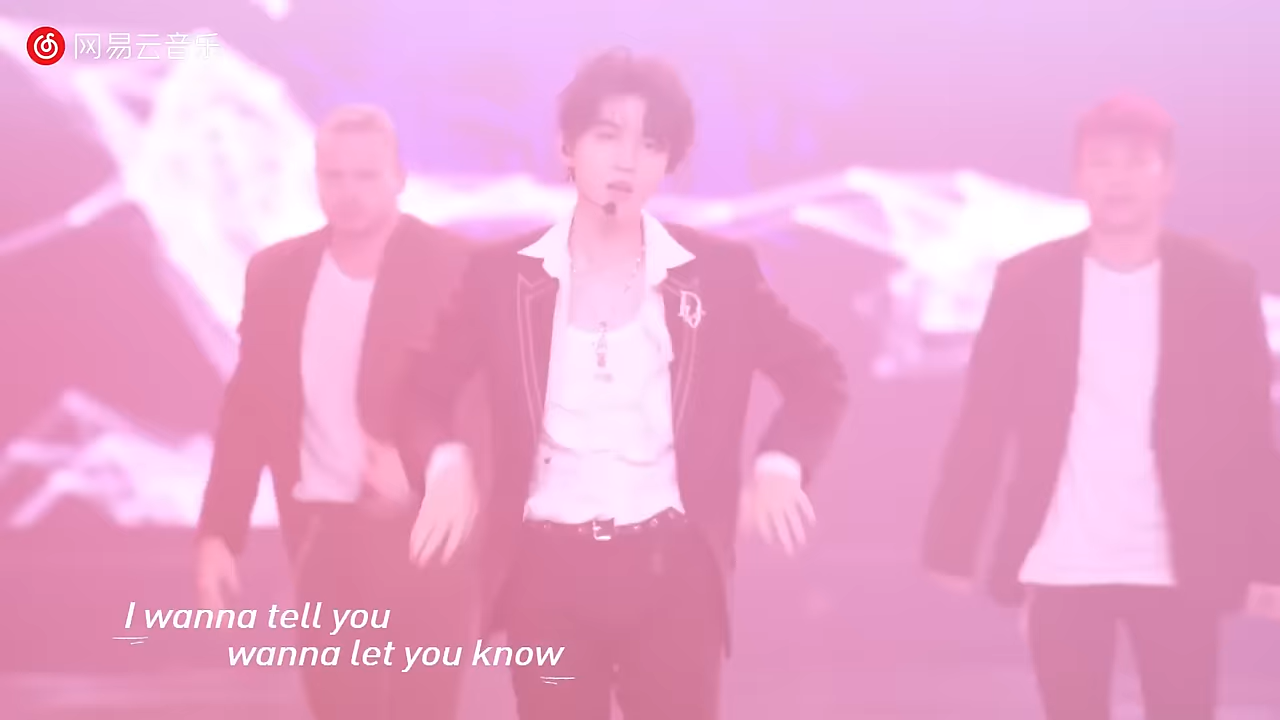 网易云音乐
I wanna tell you
wanna let you know